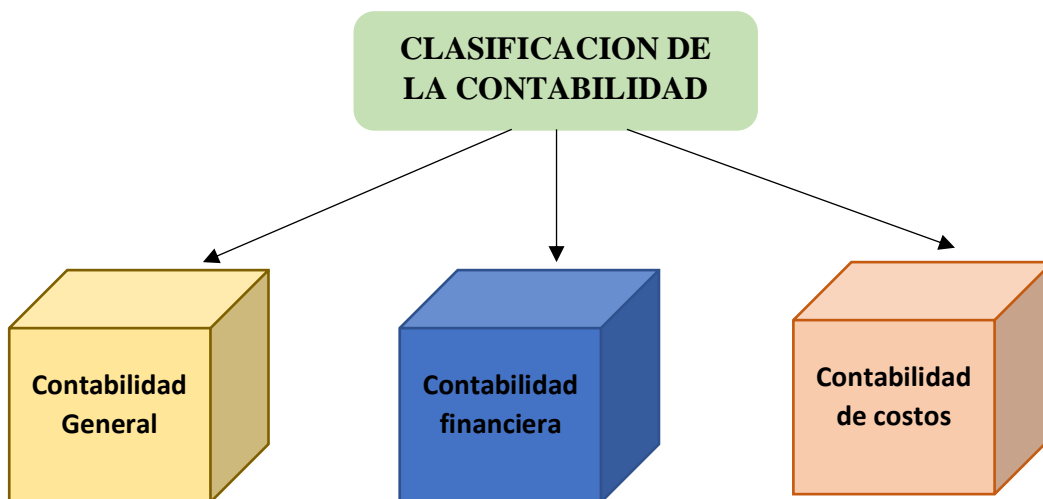 CLASIFICACION DE
LA CONTABILIDAD
Contabilidad
General
Contabilidad
financiera
Contabilidad
de costos